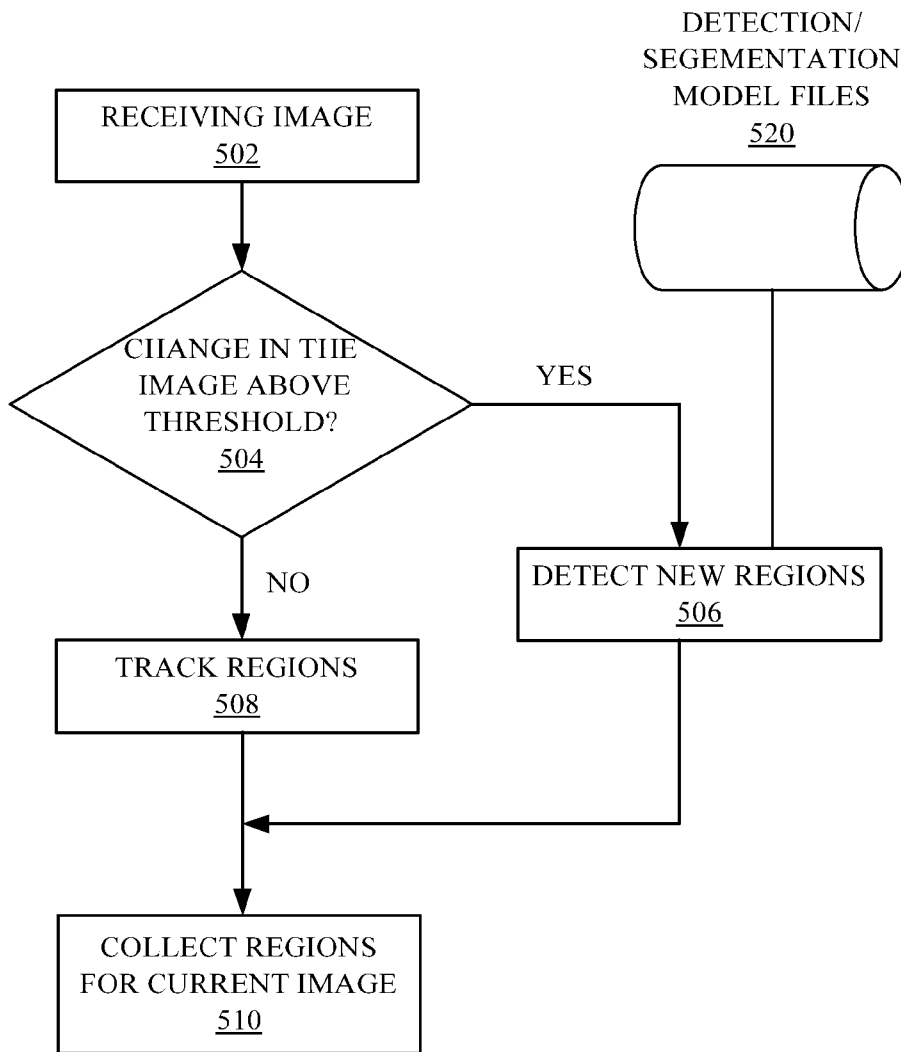 RECEIVING IMAGE
502
DETECTION/
SEGEMENTATION
MODEL FILES
520
CHANGE IN THE
IMAGE ABOVE
THRESHOLD?
504
YES
NO
DETECT NEW REGIONS
506
TRACK REGIONS
508
COLLECT REGIONS
FOR CURRENT IMAGE
510